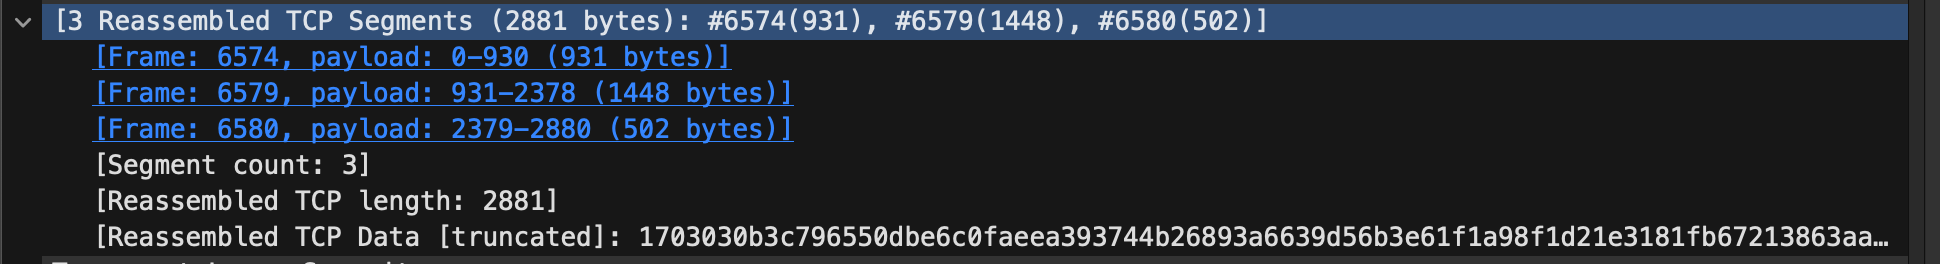 [3 Reassembled TCP Segments (2881 bytes): #6574(931), #6579(1448), #6580(502)]
[Frame: 6574, payload: 0-930 (931 bytes)]
[Frame: 6579, payload: 931-2378 (1448 bytes)]
[Frame: 6580, payload: 2379-2880 (502 bytes)]
[Segment count: 3]
[Reassembled TCP length: 2881]
[Reassembled TCP Data [truncated]: 1703030b3c796550dbe6c0faeea393744b26893a6639d56b3e61f1a98f1d21e3181fb67213863aa…